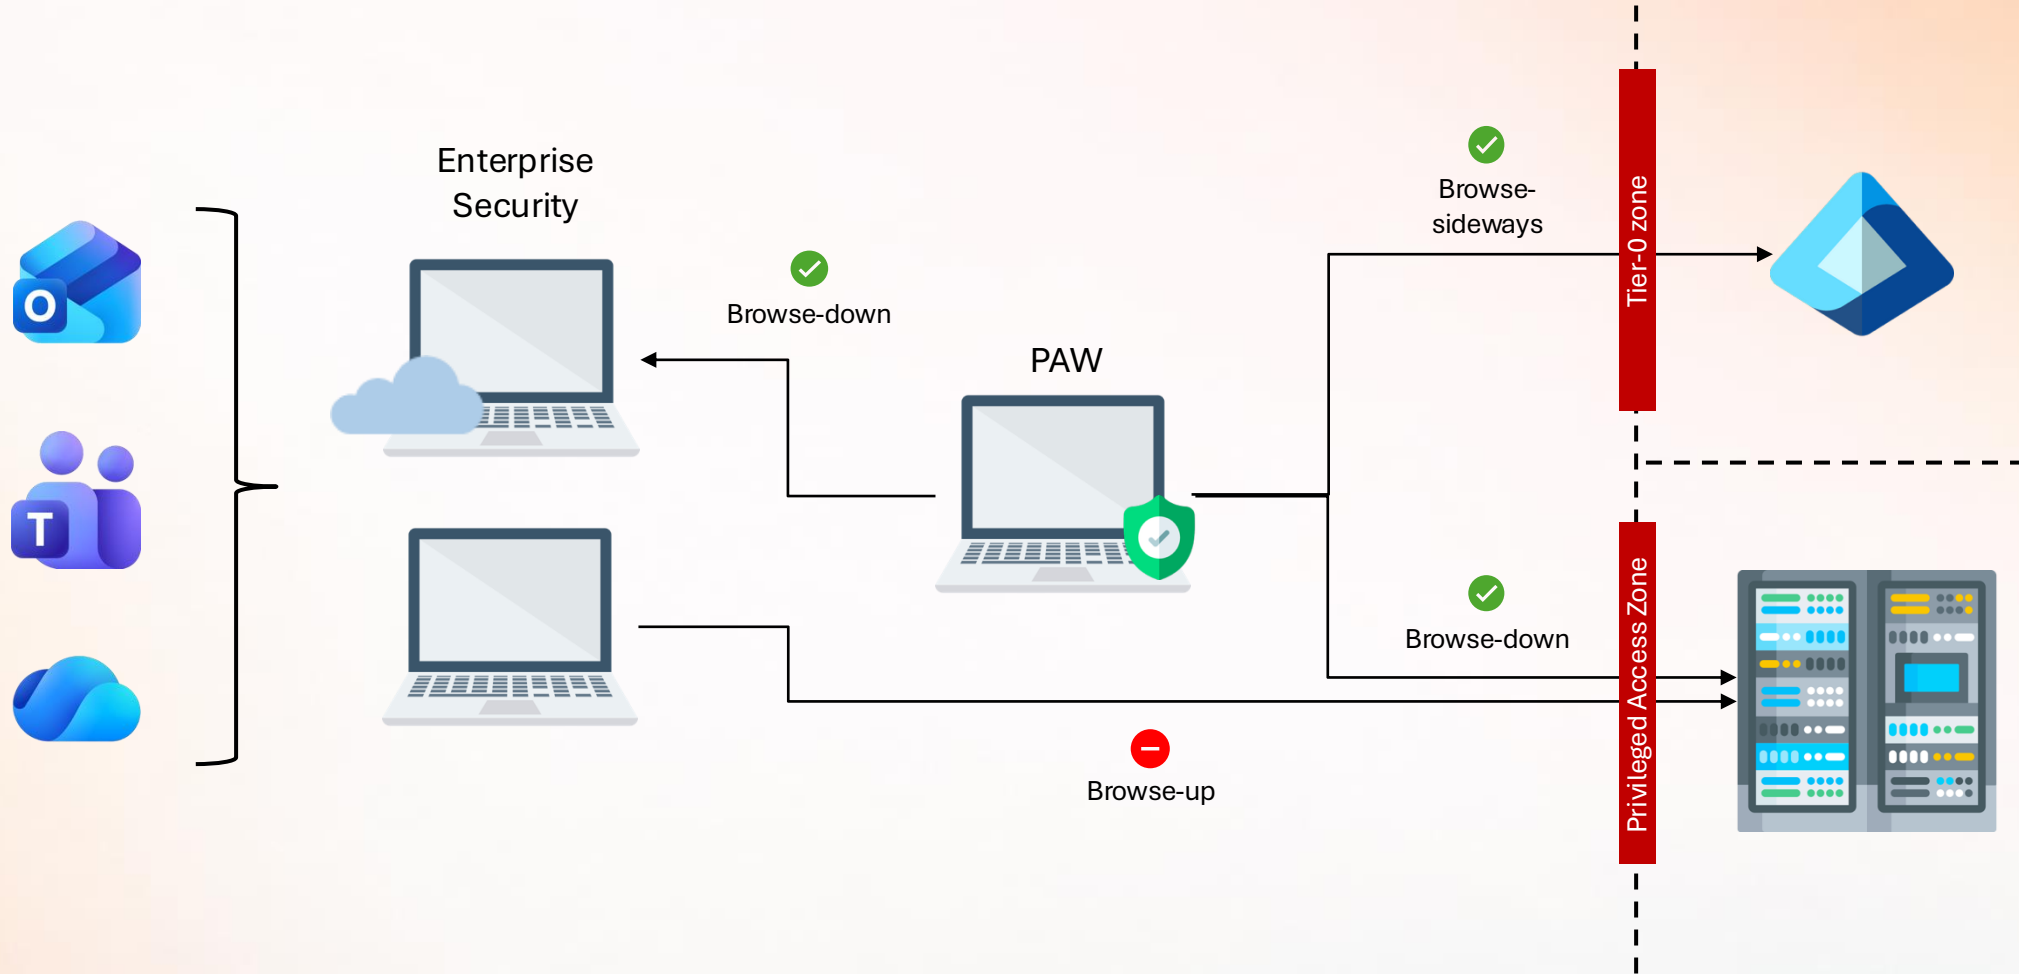 Enterprise
Security
Browse-down
PAW
Browse-
sideways
Tier-0 zone
Browse-down
Privileged Access Zone
Browse-up
O
T